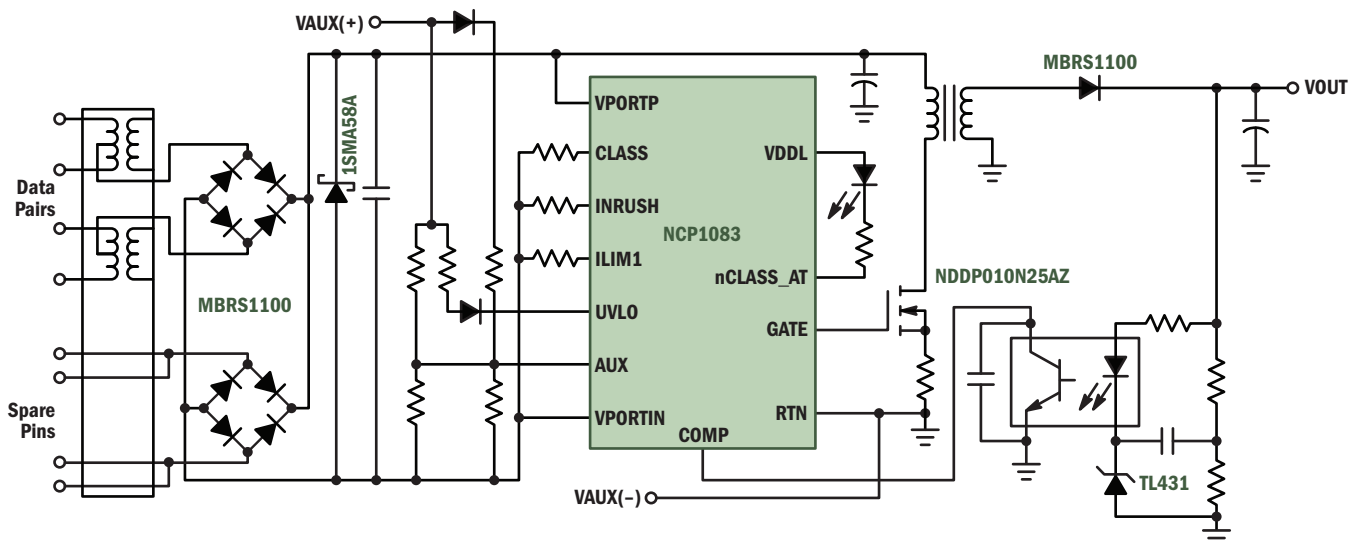 VAUX(+)
MBRS1100
VOUT
1SMA58A
VPORTP
CLASS
VDDL
Data
Pairs
INRUSH
NCP1083
ILIM1
nCLASS_AT
NDDP010N25AZ
MBRS1100
UVLO
GATE
AUX
Spare
Pins
VPORTIN
RTN
COMP
TL431
VAUX(–)